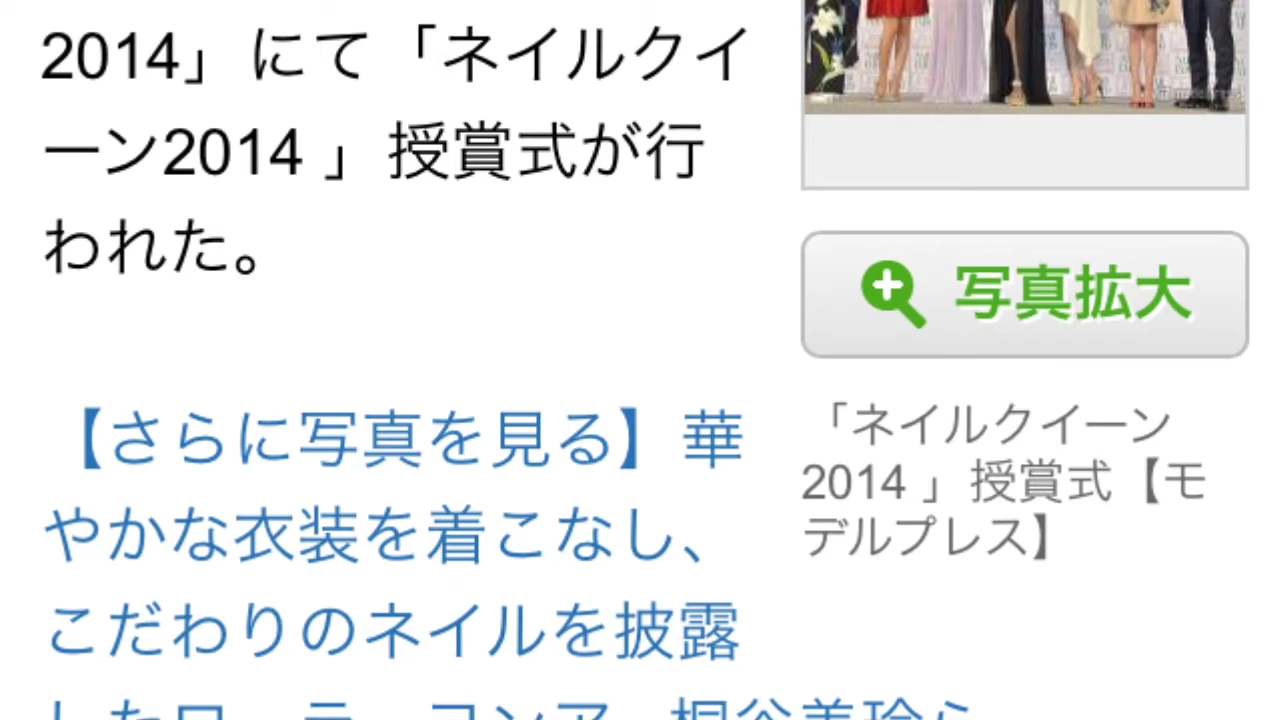 2014」にて「ネイルクイ
ーン2014 」授賞式が行
われた。
【さらに写真を見る】華
やかな衣装を着こなし、
こだわりのネイルを披露
写真拡大
「ネイルクイーン
2014 」授賞式【モ
デルプレス】